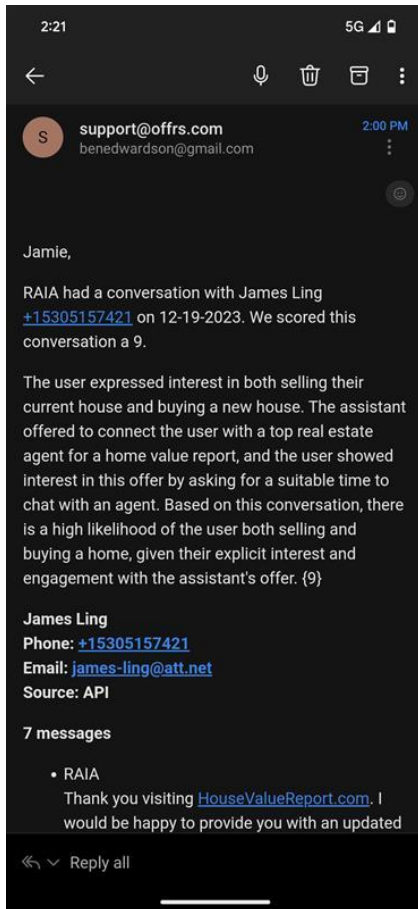 2:21
5G
S
support@offrs.com
2:00 PM
benedwardson@gmail.com
Jamie,
RAIA had a conversation with James Ling
+15305157421 on 12-19-2023. We scored this
conversation a 9.
The user expressed interest in both selling their
current house and buying a new house. The assistant
offered to connect the user with a top real estate
agent for a home value report, and the user showed
interest in this offer by asking for a suitable time to
chat with an agent. Based on this conversation, there
is a high likelihood of the user both selling and
buying a home, given their explicit interest and
engagement with the assistant's offer. {9}
James Ling
Phone: +15305157421
Email: james-ling@att.net
Source: API
7 messages
• RAIA
Thank you visiting HouseValueReport.com. I
would be happy to provide you with an updated
Reply all